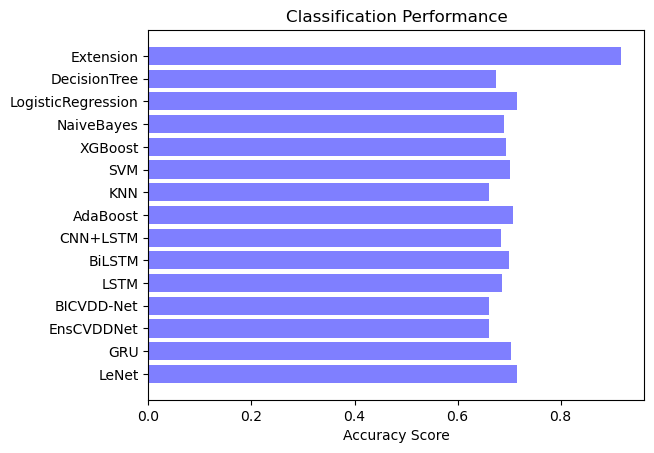 Classification Performance
Extension
DecisionTree
LogisticRegression
NaiveBayes
XGBoost
SVM
KNN
AdaBoost
CNN+LSTM
BiLSTM
LSTM
BICVDD-Net
EnsCVDDNet
GRU
LeNet
0.0 0.2 0.4 0.6 0.8
Accuracy Score